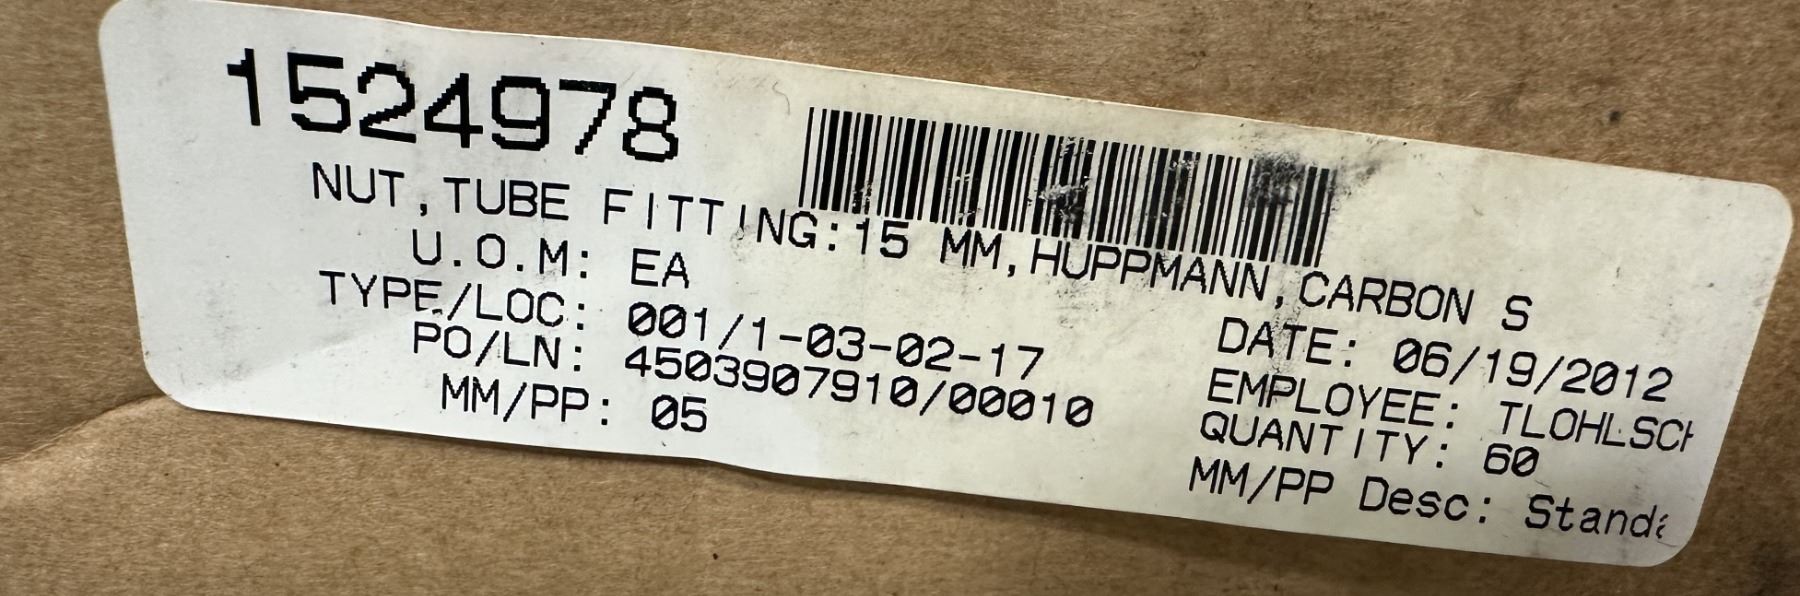 1524978
NUT,TUBE FITTING:15 MM,HUPPMANN,CARBON S
U.O.M: EA
TYPE/LOC: 001/1-03-02-17
PO/LN: 4503907910/00010
MM/PP: 05
DATE: 06/19/2012
EMPLOYEE: TLOHLSCH
QUANTITY: 60
MM/PP Desc: Standa